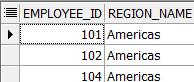 EMPLOYEE_ID REGION_NAME
101 Americas
102 Americas
104 Americas